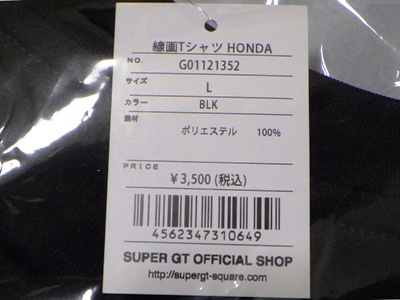 線画Tシャツ HONDA
NO. G01121352
サイズ L
カラー BLK
素材
ポリエステル 100%
PRICE
￥3,500(税込)
4562347310649
SUPER GT OFFICIAL SHOP
http://supergt-square.com/